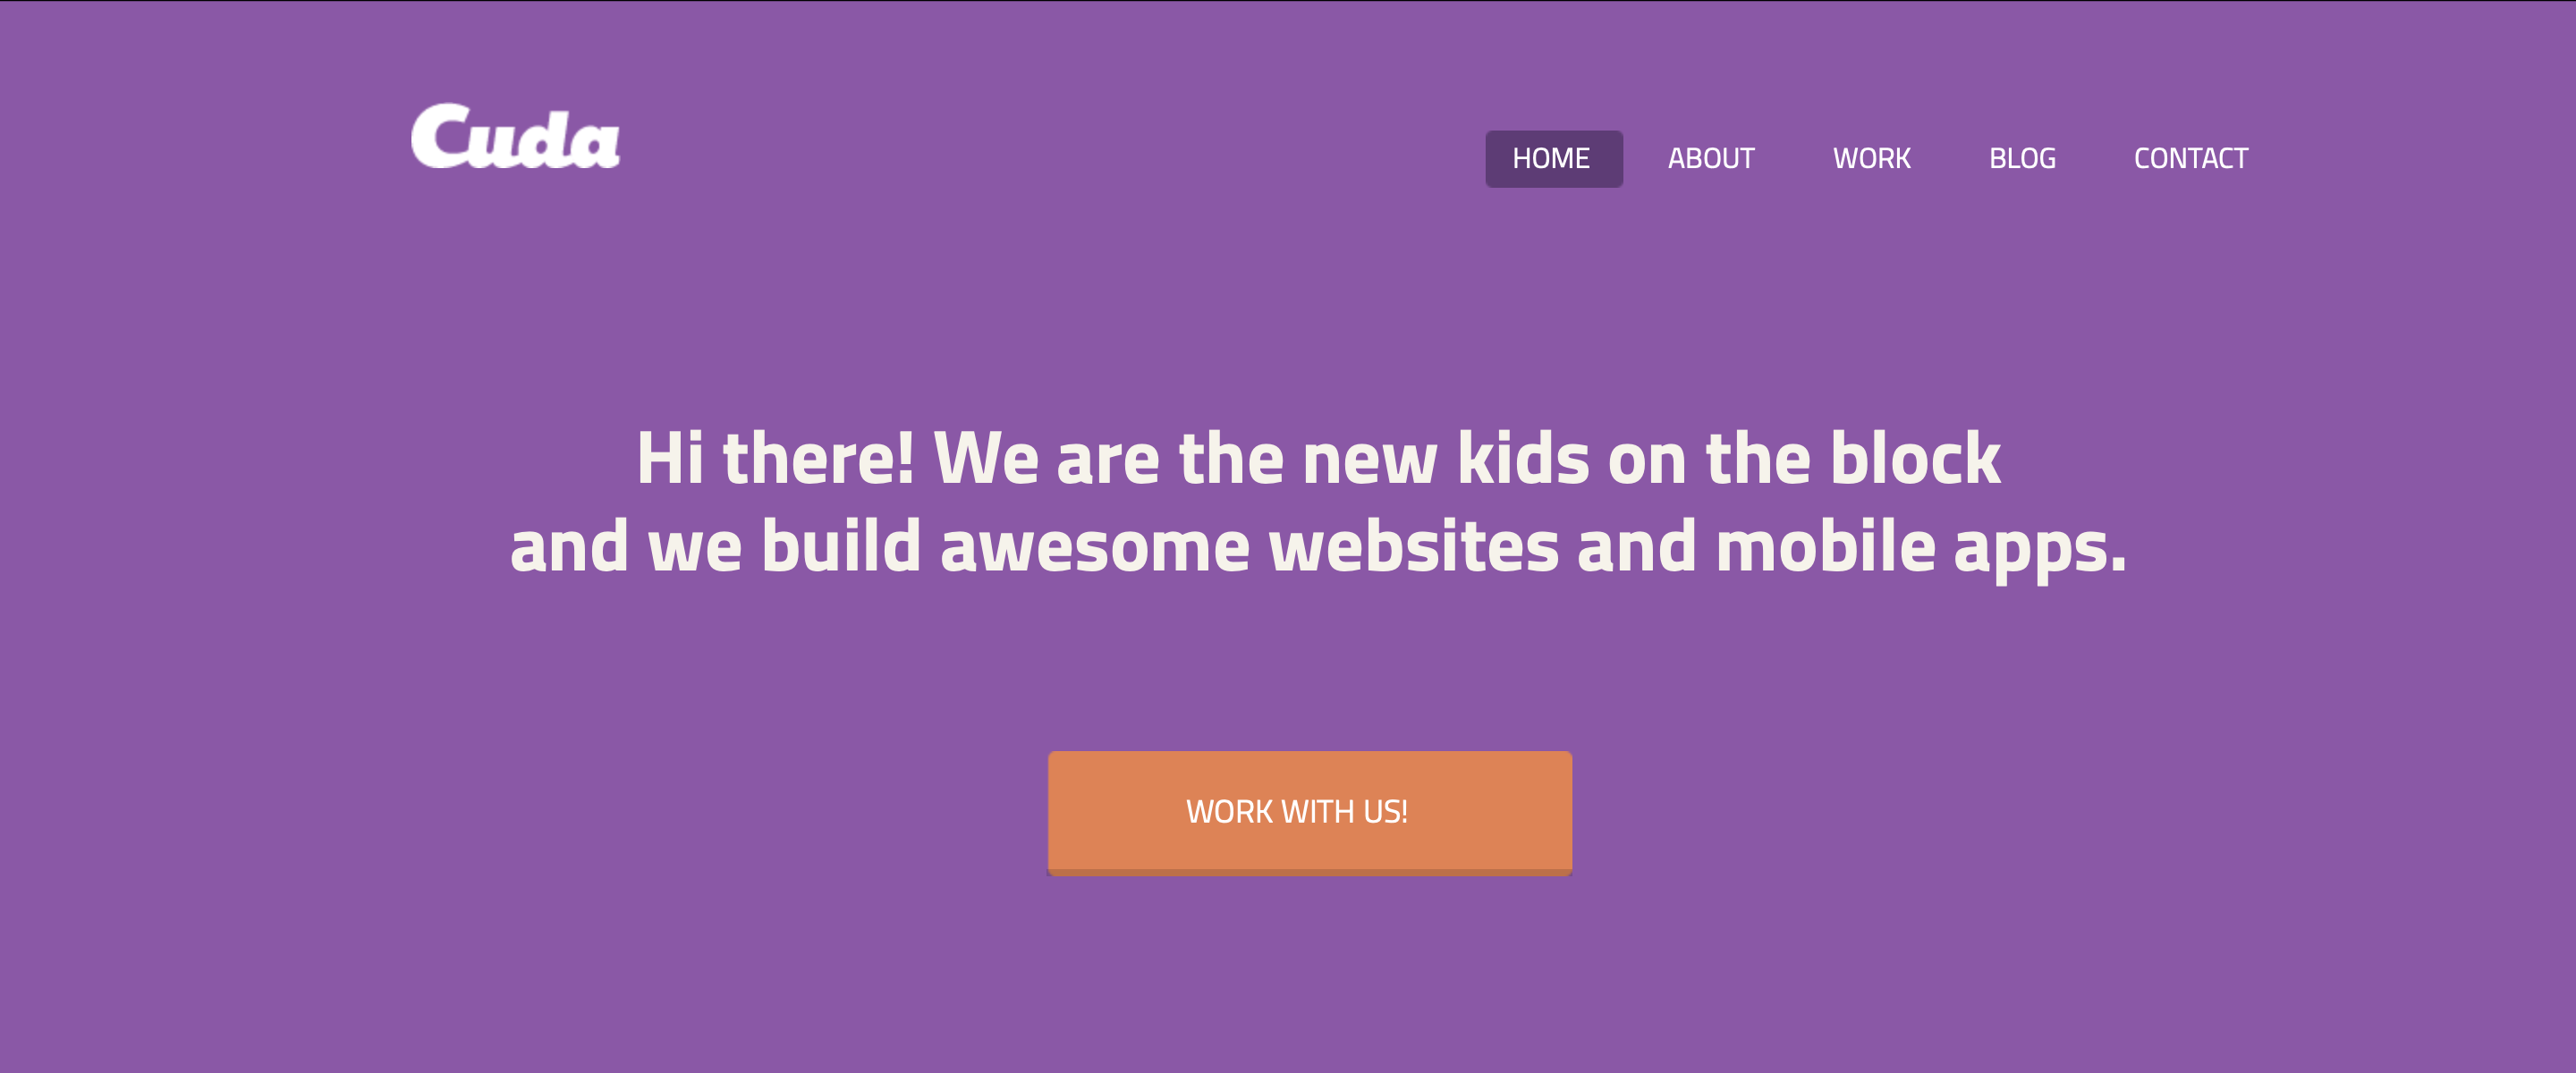 Cuda
HOME ABOUT WORK BLOG CONTACT
Hi there! We are the new kids on the block
and we build awesome websites and mobile apps.
WORK WITH US!